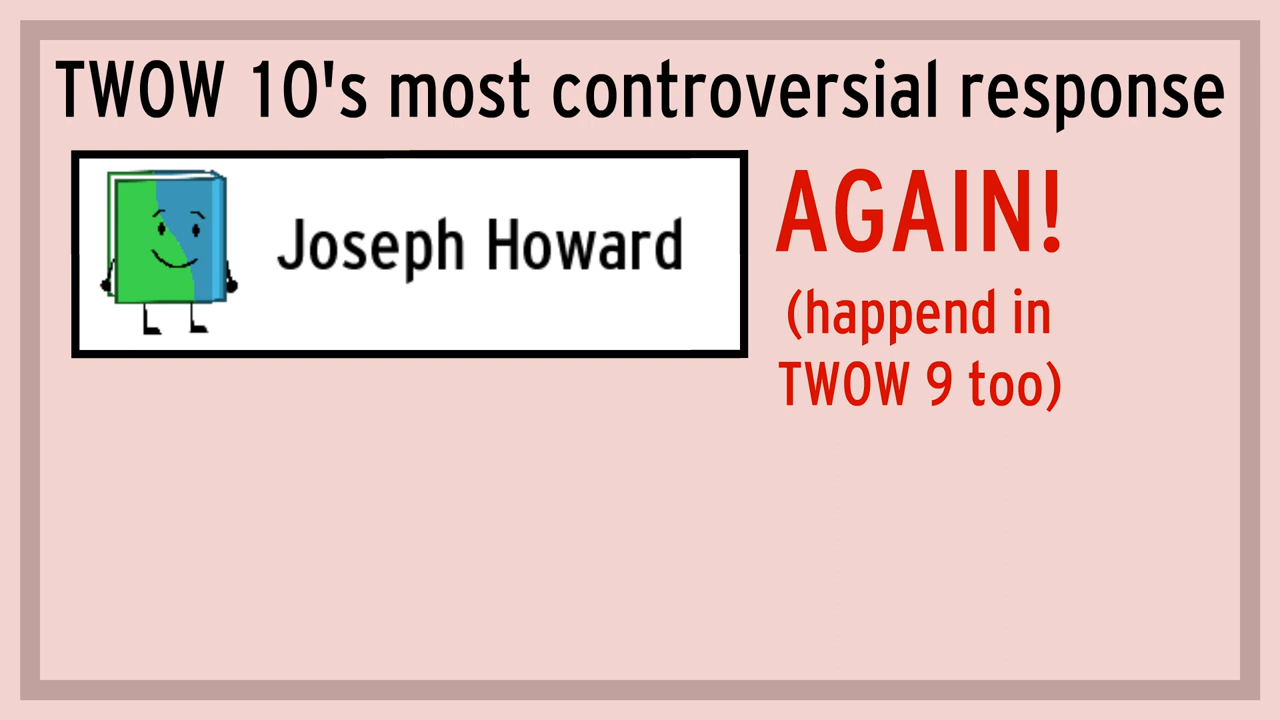 TWOW 10's most controversial response
Joseph Howard
AGAIN!
(happend in
TWOW 9 too)